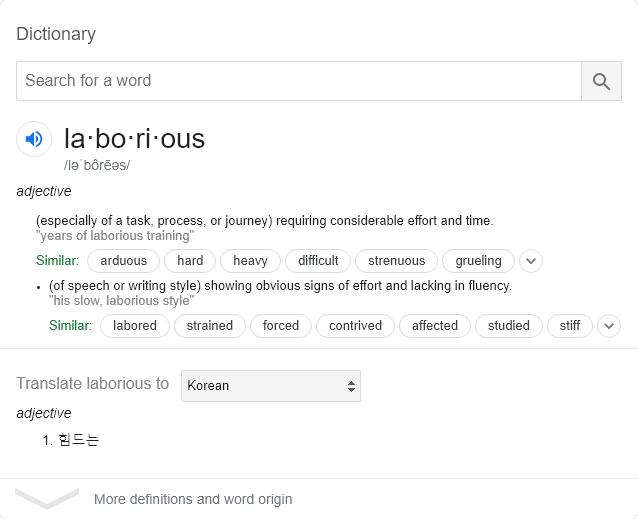 Dictionary
Search for a word
la·bo·ri·ous
/ləˈbôrēəs/
adjective
(especially of a task, process, or journey) requiring considerable effort and time.
"years of laborious training"
Similar: arduous hard heavy difficult strenuous grueling
• (of speech or writing style) showing obvious signs of effort and lacking in fluency.
"his slow, laborious style"
Similar: labored strained forced contrived affected studied stiff
Translate laborious to Korean
adjective
1. 힘드는
More definitions and word origin